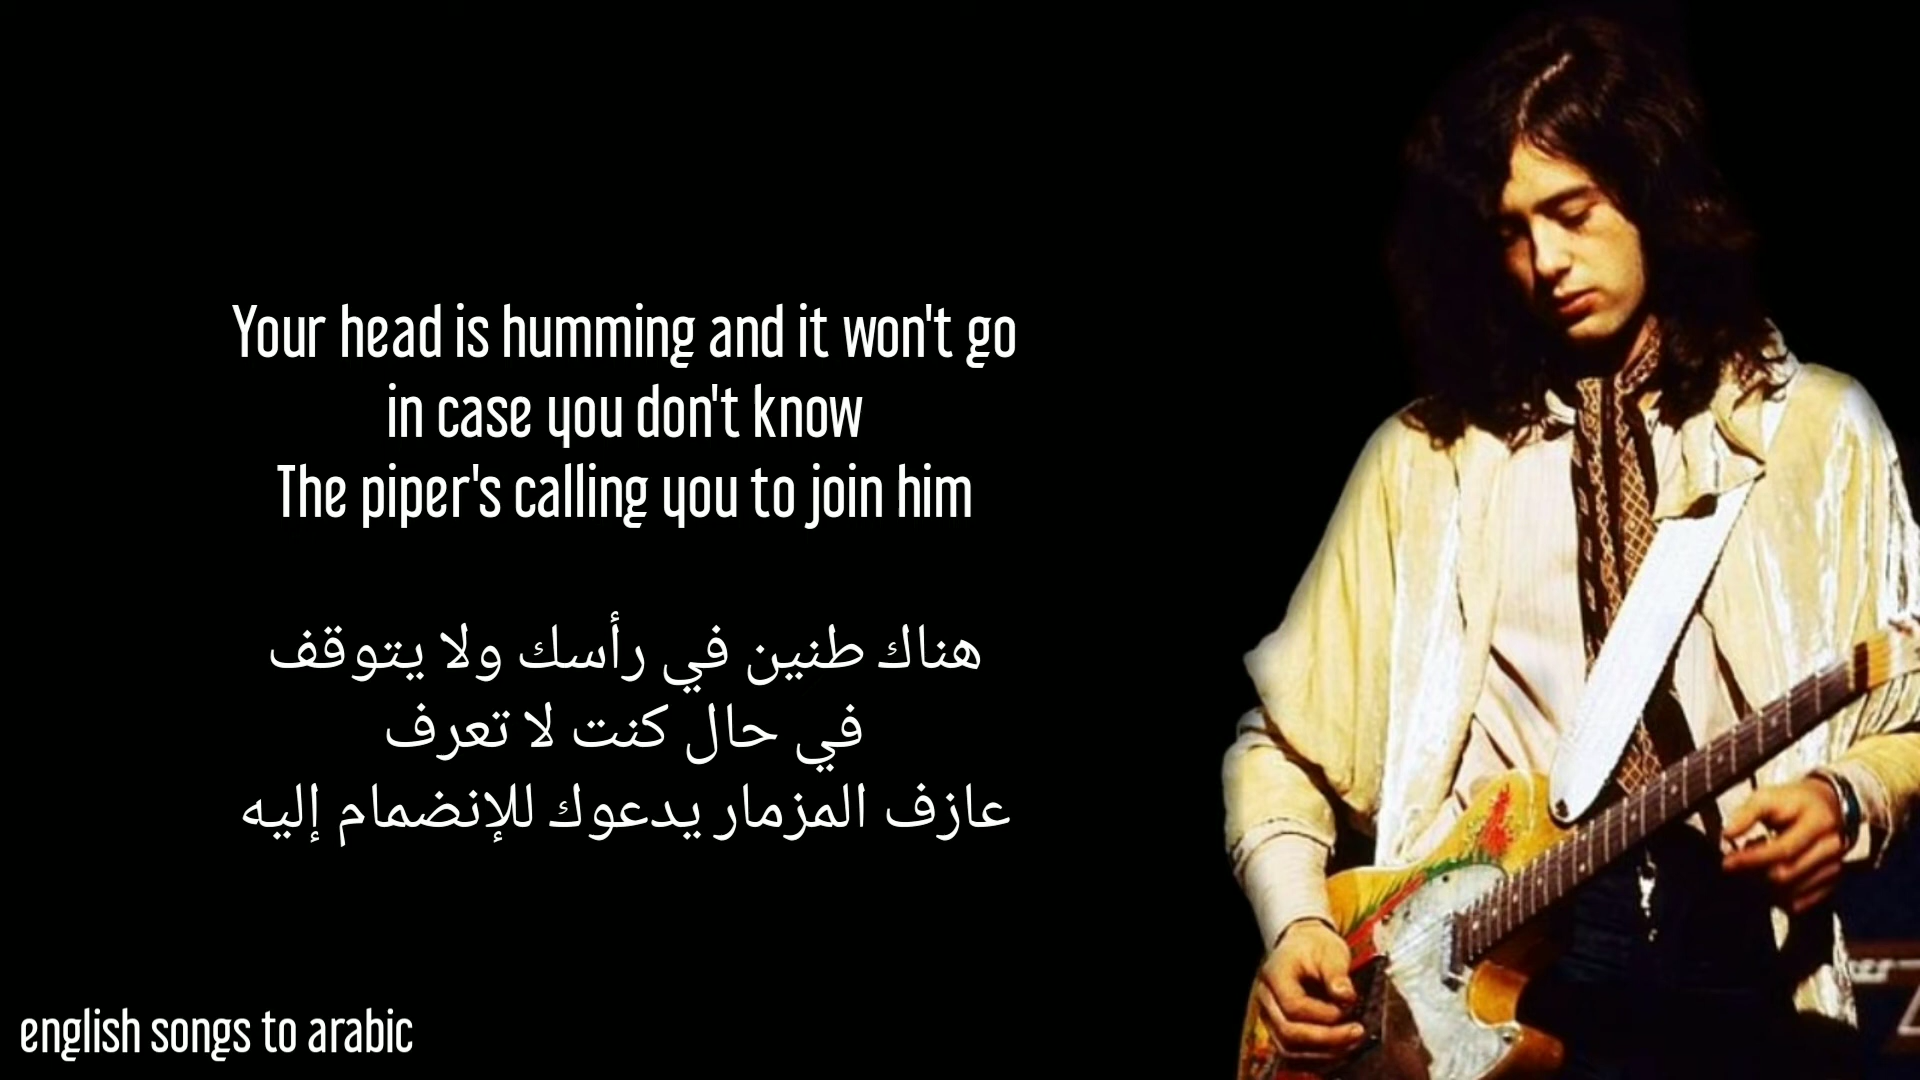 Your head is humming and it won't go
in case you don't know
The piper's calling you to join him
هناك طنين في رأسك ولا يتوقف
في حال كنت لا تعرف
عازف المزمار يدعوك للإنضمام إليه
english songs to arabic